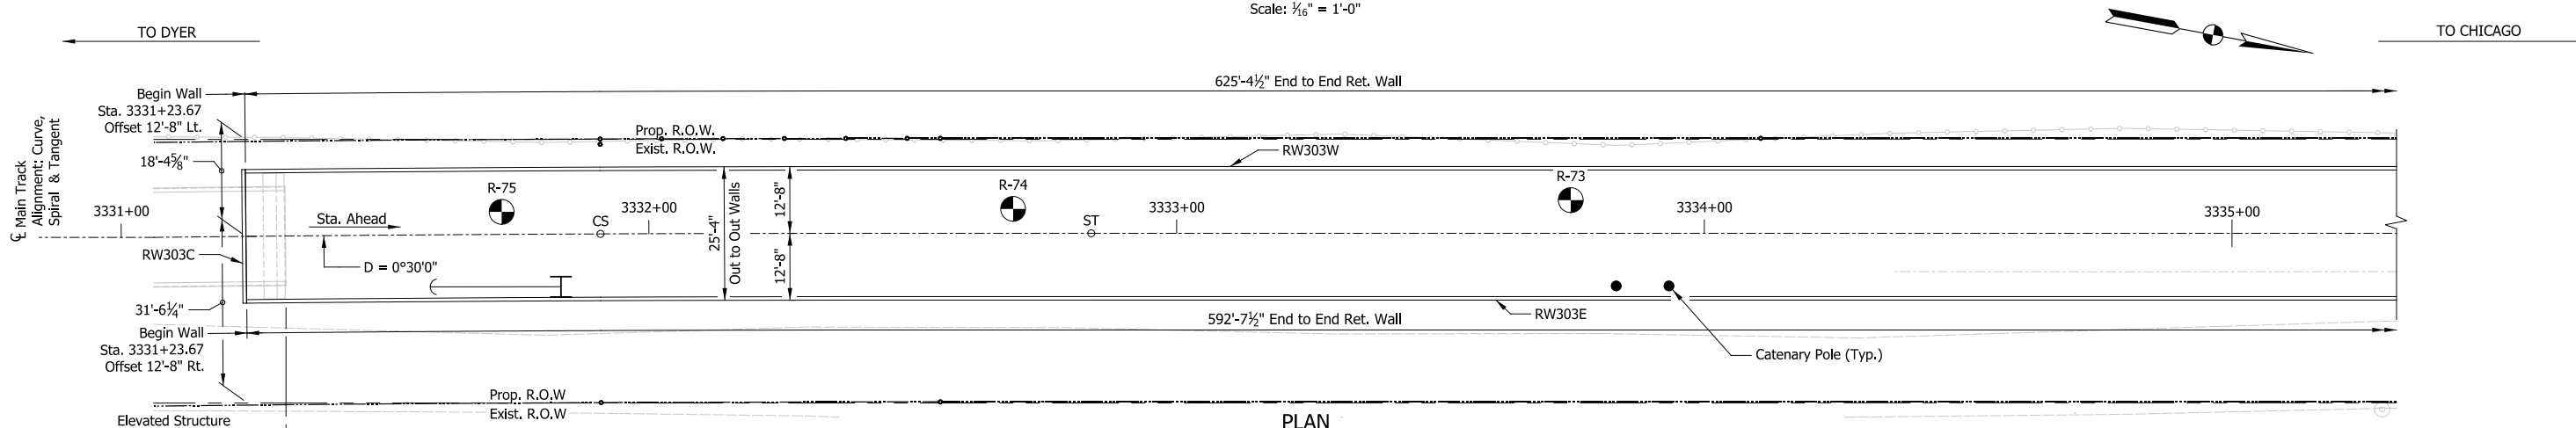 Scale: 1/16" = 1'-0"
TO DYER
TO CHICAGO
625'-4½" End to End Ret. Wall
Begin Wall
Sta. 3331+23.67
Offset 12'-8" Lt.
Prop. R.O.W.
Exist. R.O.W.
RW303W
18'-4⅝"
℄ Main Track
Alignment: Curve,
Spiral & Tangent
R-75
R-74
R-73
3331+00
Sta. Ahead
CS
3332+00
25'-4"
Out to Out Walls
12'-8"
12'-8"
ST
3333+00
3334+00
3335+00
RW303C
D = 0°30'0"
31'-6¼"
RW303E
592'-7½" End to End Ret. Wall
Begin Wall
Sta. 3331+23.67
Offset 12'-8" Rt.
Catenary Pole (Typ.)
Prop. R.O.W
Exist. R.O.W
Elevated Structure
PLAN